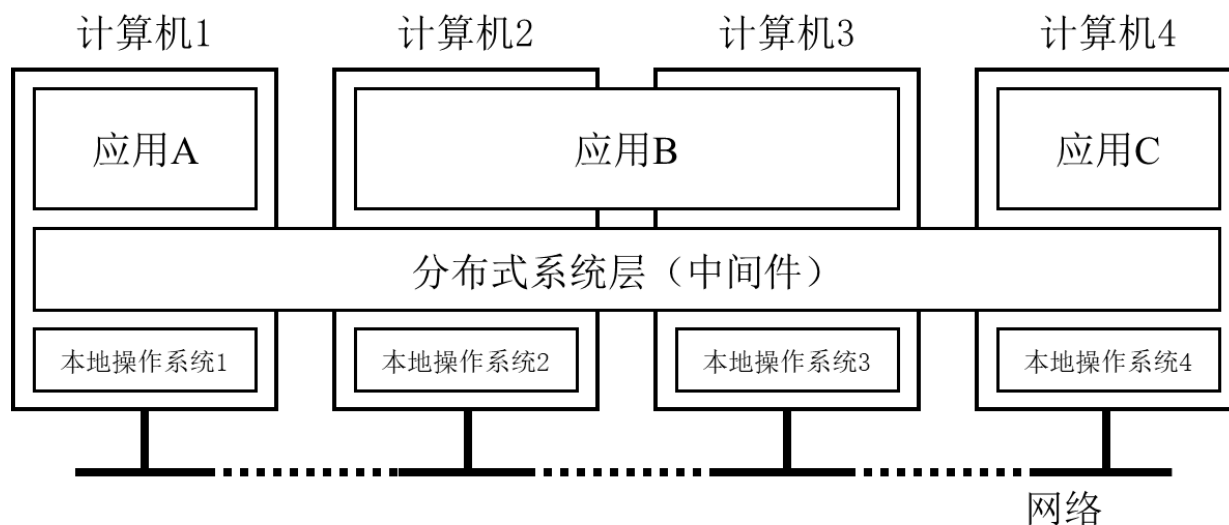 计算机1 计算机2 计算机3 计算机4
应用A 应用B 应用C
分布式系统层（中间件）
本地操作系统1 本地操作系统2 本地操作系统3 本地操作系统4
网络